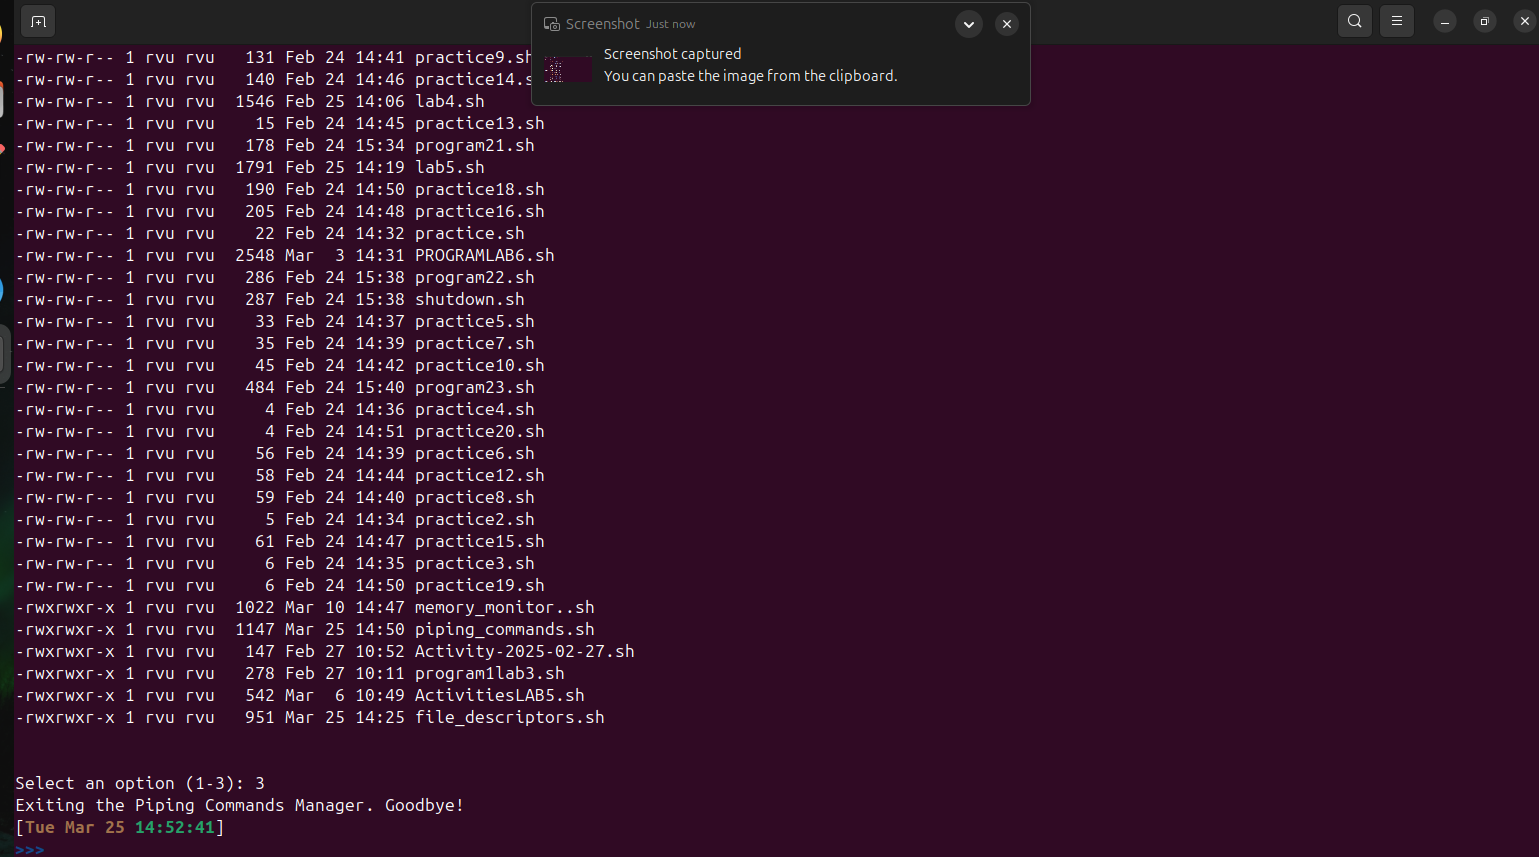 Screenshot Just now
Screenshot captured
You can paste the image from the clipboard.
-rw-rw-r-- 1 rvu rvu   131 Feb 24 14:41 practice9.sh
-rw-rw-r-- 1 rvu rvu   140 Feb 24 14:46 practice14.s
-rw-rw-r-- 1 rvu rvu  1546 Feb 25 14:06 lab4.sh
-rw-rw-r-- 1 rvu rvu    15 Feb 24 14:45 practice13.sh
-rw-rw-r-- 1 rvu rvu   178 Feb 24 15:34 program21.sh
-rw-rw-r-- 1 rvu rvu  1791 Feb 25 14:19 lab5.sh
-rw-rw-r-- 1 rvu rvu   190 Feb 24 14:50 practice18.sh
-rw-rw-r-- 1 rvu rvu   205 Feb 24 14:48 practice16.sh
-rw-rw-r-- 1 rvu rvu    22 Feb 24 14:32 practice.sh
-rw-rw-r-- 1 rvu rvu  2548 Mar  3 14:31 PROGRAMLAB6.sh
-rw-rw-r-- 1 rvu rvu   286 Feb 24 15:38 program22.sh
-rw-rw-r-- 1 rvu rvu   287 Feb 24 15:38 shutdown.sh
-rw-rw-r-- 1 rvu rvu    33 Feb 24 14:37 practice5.sh
-rw-rw-r-- 1 rvu rvu    35 Feb 24 14:39 practice7.sh
-rw-rw-r-- 1 rvu rvu    45 Feb 24 14:42 practice10.sh
-rw-rw-r-- 1 rvu rvu   484 Feb 24 15:40 program23.sh
-rw-rw-r-- 1 rvu rvu     4 Feb 24 14:36 practice4.sh
-rw-rw-r-- 1 rvu rvu     4 Feb 24 14:51 practice20.sh
-rw-rw-r-- 1 rvu rvu    56 Feb 24 14:39 practice6.sh
-rw-rw-r-- 1 rvu rvu    58 Feb 24 14:44 practice12.sh
-rw-rw-r-- 1 rvu rvu    59 Feb 24 14:40 practice8.sh
-rw-rw-r-- 1 rvu rvu     5 Feb 24 14:34 practice2.sh
-rw-rw-r-- 1 rvu rvu    61 Feb 24 14:47 practice15.sh
-rw-rw-r-- 1 rvu rvu     6 Feb 24 14:35 practice3.sh
-rw-rw-r-- 1 rvu rvu     6 Feb 24 14:50 practice19.sh
-rwxrwxr-x 1 rvu rvu  1022 Mar 10 14:47 memory_monitor..sh
-rwxrwxr-x 1 rvu rvu  1147 Mar 25 14:50 piping_commands.sh
-rwxrwxr-x 1 rvu rvu   147 Feb 27 10:52 Activity-2025-02-27.sh
-rwxrwxr-x 1 rvu rvu   278 Feb 27 10:11 program1lab3.sh
-rwxrwxr-x 1 rvu rvu   542 Mar  6 10:49 ActivitiesLAB5.sh
-rwxrwxr-x 1 rvu rvu   951 Mar 25 14:25 file_descriptors.sh
Select an option (1-3): 3
Exiting the Piping Commands Manager. Goodbye!
[Tue Mar 25 14:52:41]
>>>